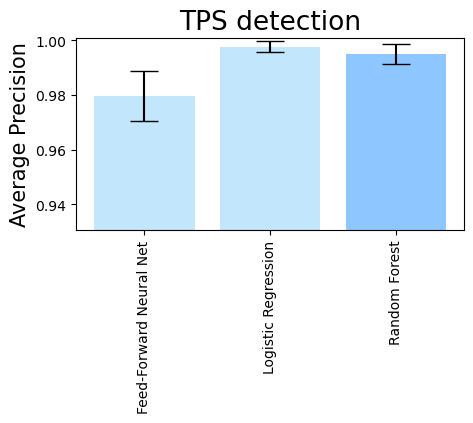 TPS detection
Average Precision
1.00
0.98
0.96
0.94
Feed-Forward Neural Net
Logistic Regression
Random Forest